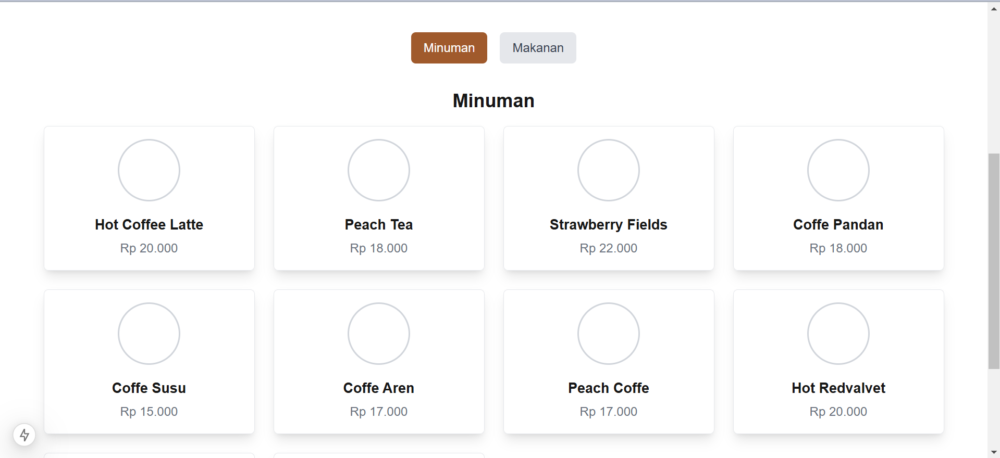 Minuman
Makanan
Minuman
Hot Coffee Latte
Rp 20.000
Peach Tea
Rp 18.000
Strawberry Fields
Rp 22.000
Coffe Pandan
Rp 18.000
Coffe Susu
Rp 15.000
Coffe Aren
Rp 17.000
Peach Coffe
Rp 17.000
Hot Redvalvet
Rp 20.000